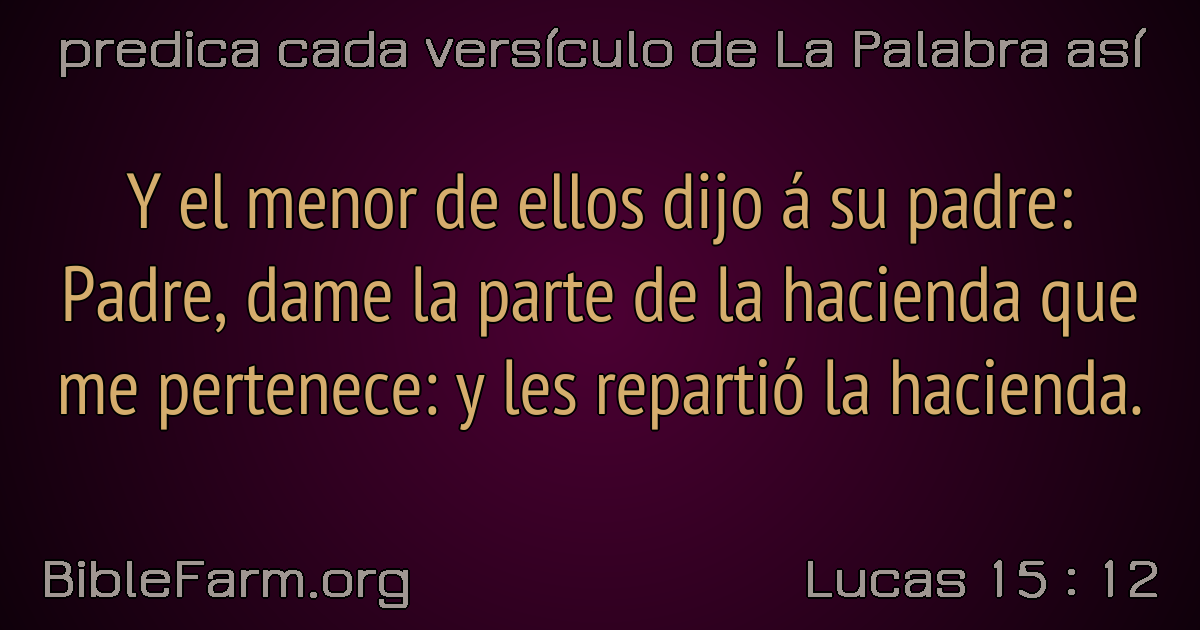 predica cada versículo de La Palabra así
Y el menor de ellos dijo á su padre:
Padre, dame la parte de la hacienda que
me pertenece: y les repartió la hacienda.
BibleFarm.org
Lucas 15 : 12